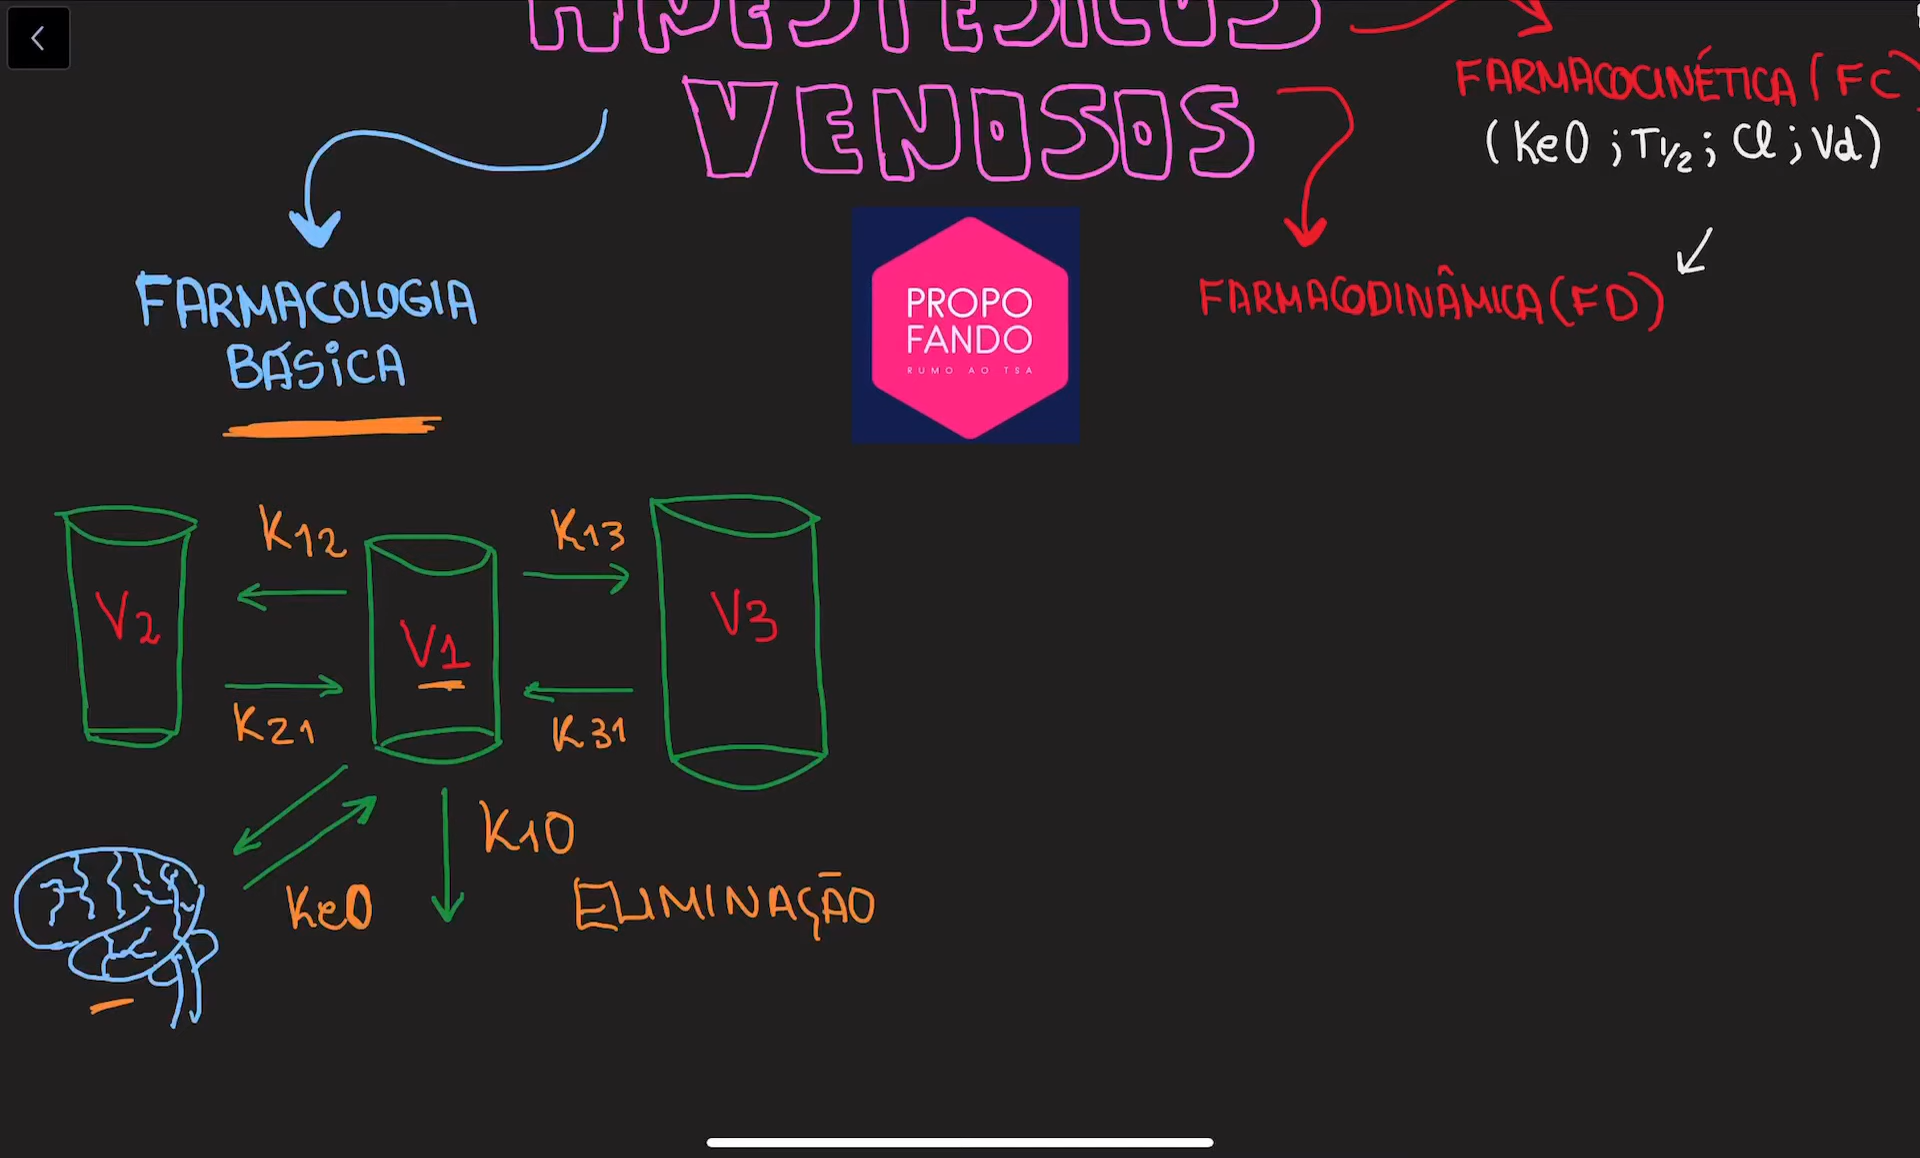 ANESTÉSICOS
VENOSOS
FARMACOCINÉTICA (FC)
(Ke0 ; T1/2 ; Cl ; Vd)
FARMACOLOGIA
BÁSICA
PROPO
FANDO
RUMO AO TSA
FARMACODINÂMICA (FD)
K12
K13
V2
V1
V3
K21
K31
K10
Ke0
ELIMINAÇÃO